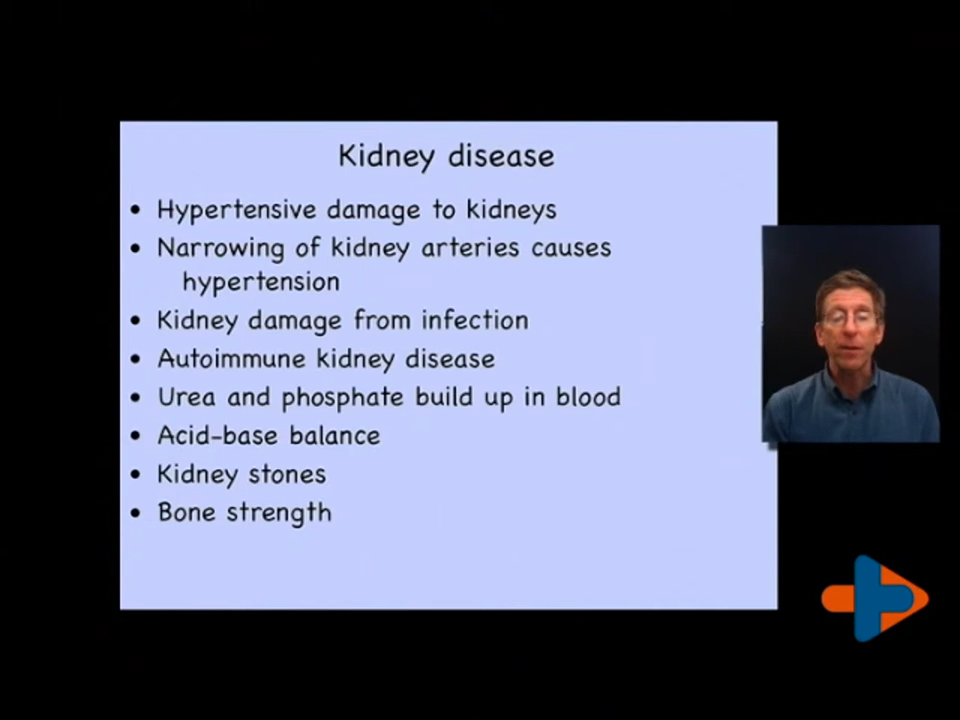 Kidney disease
• Hypertensive damage to kidneys
• Narrowing of kidney arteries causes
hypertension
• Kidney damage from infection
• Autoimmune kidney disease
• Urea and phosphate build up in blood
• Acid-base balance
• Kidney stones
• Bone strength